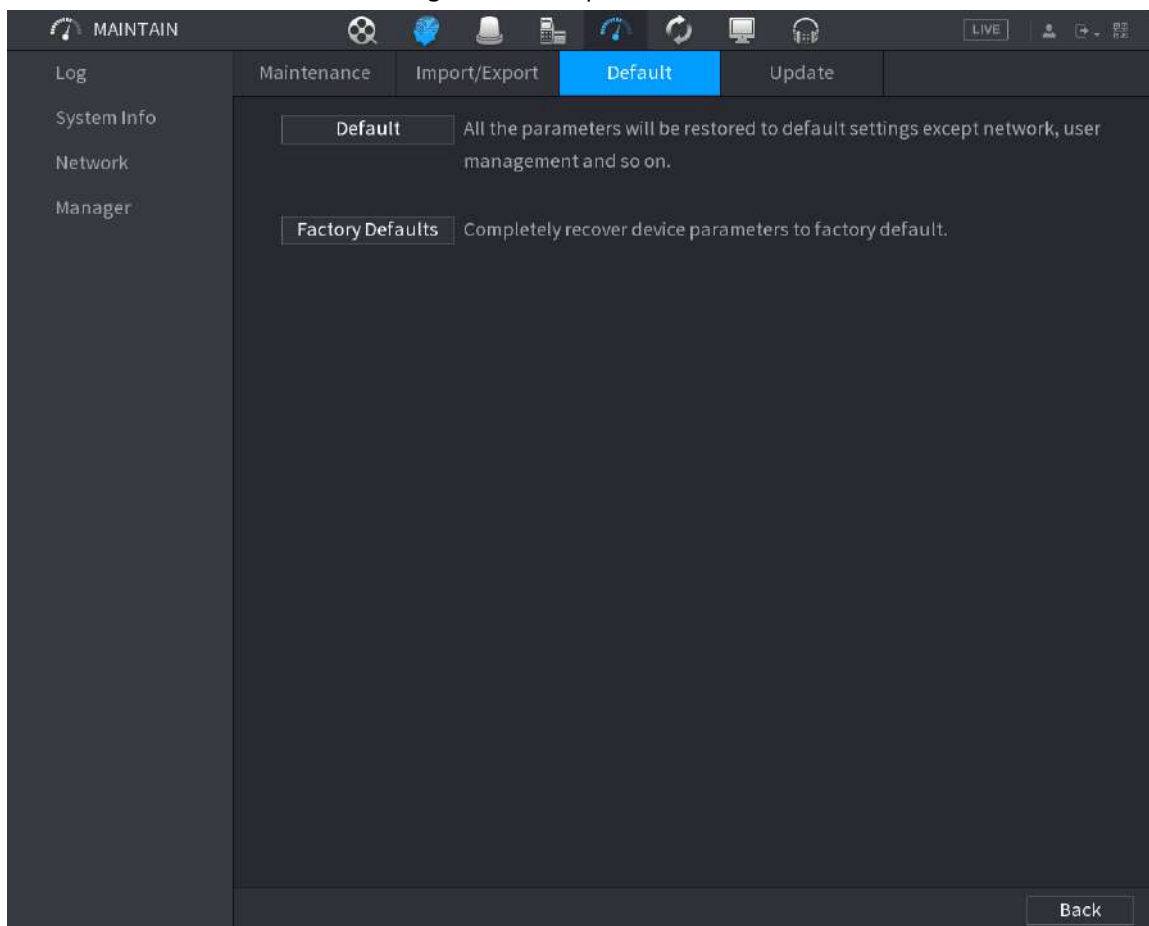 MAINTAIN
LIVE
Log
System Info
Network
Manager
Maintenance Import/Export Default Update
Default All the parameters will be restored to default settings except network, user
management and so on.
Factory Defaults Completely recover device parameters to factory default.
Back